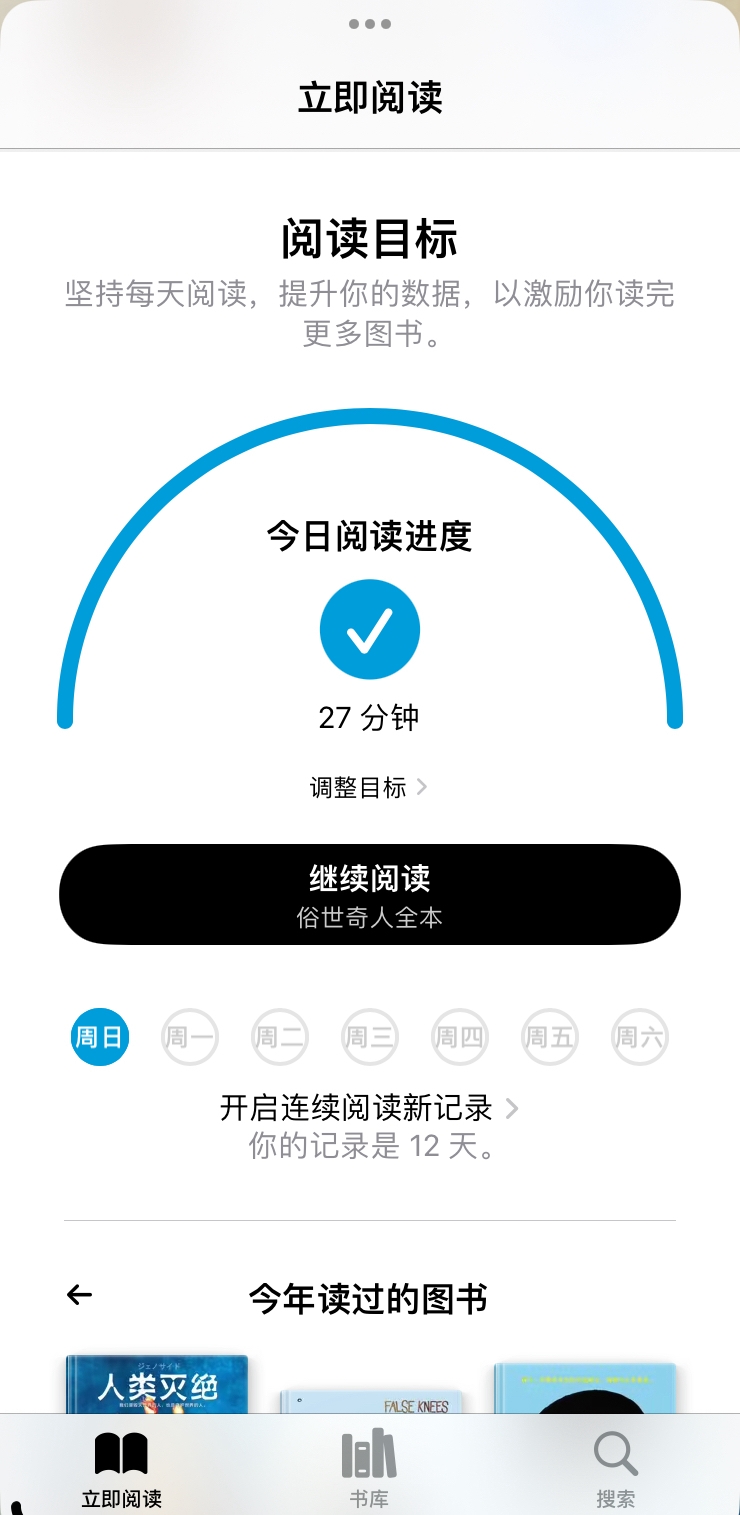 立即阅读
阅读目标
坚持每天阅读，提升你的数据，以激励你读完
更多图书。
今日阅读进度
27 分钟
调整目标
继续阅读
俗世奇人全本
周日 周一 周二 周三 周四 周五 周六
开启连续阅读新记录
你的记录是 12 天。
今年读过的图书
ジェノサイド
人类灭绝
FALSE KNEES
立即阅读 书库 搜索